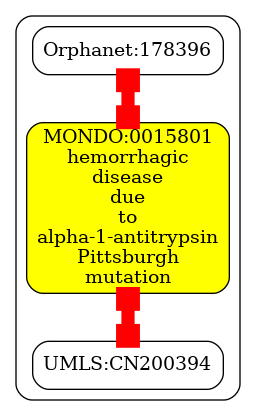 Orphanet:178396
MONDO:0015801
hemorrhagic
disease
due
to
alpha-1-antitrypsin
Pittsburgh
mutation
UMLS:CN200394